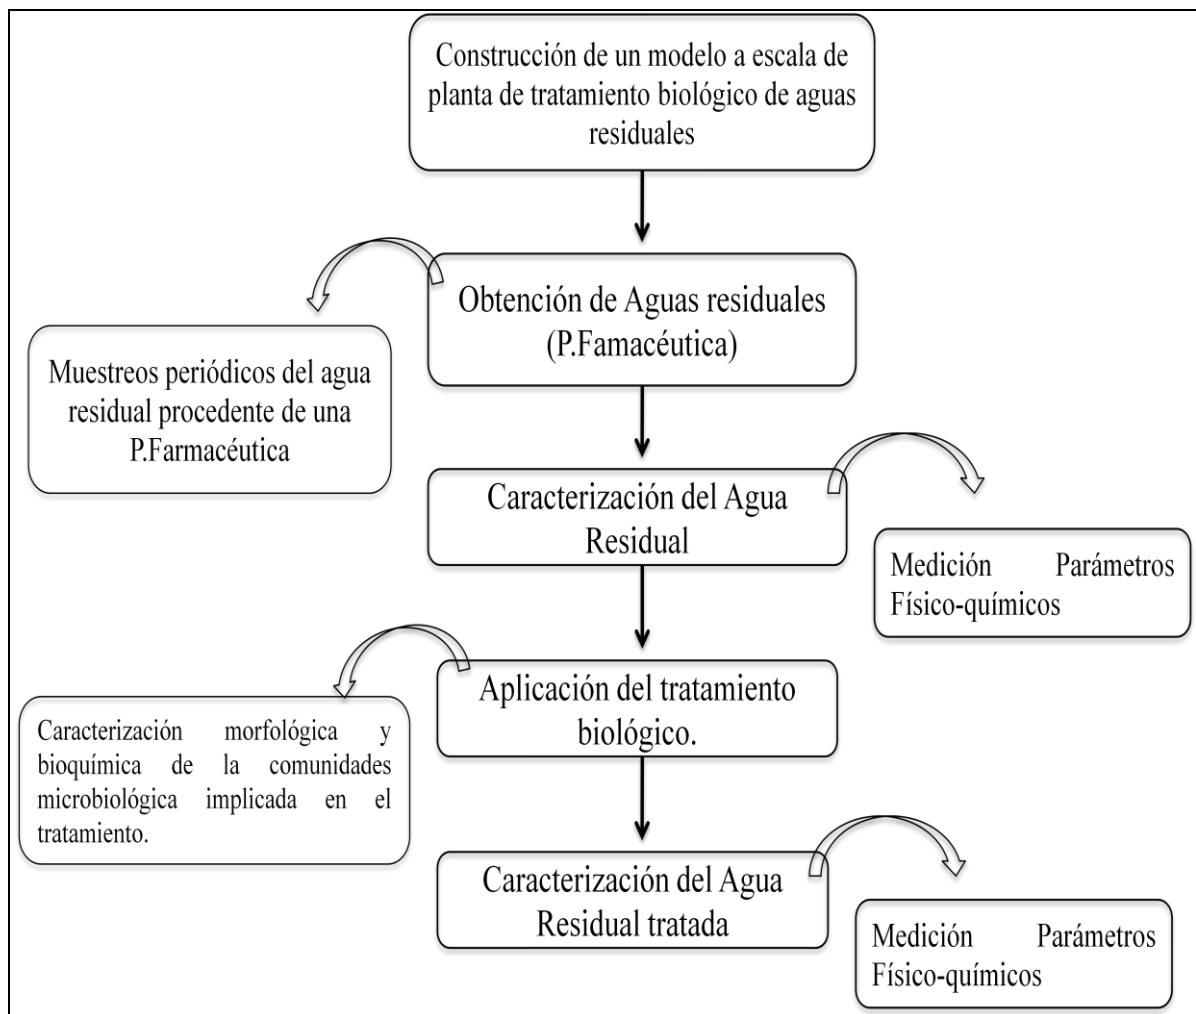 Construcción de un modelo a escala de
planta de tratamiento biológico de aguas
residuales
Obtención de Aguas residuales
(P.Famacéutica)
Muestreos periódicos del agua
residual procedente de una
P.Farmacéutica
Caracterización del Agua
Residual
Medición Parámetros
Físico-químicos
Aplicación del tratamiento
biológico.
Caracterización morfológica y
bioquímica de la comunidades
microbiológica implicada en el
tratamiento.
Caracterización del Agua
Residual tratada
Medición Parámetros
Físico-químicos